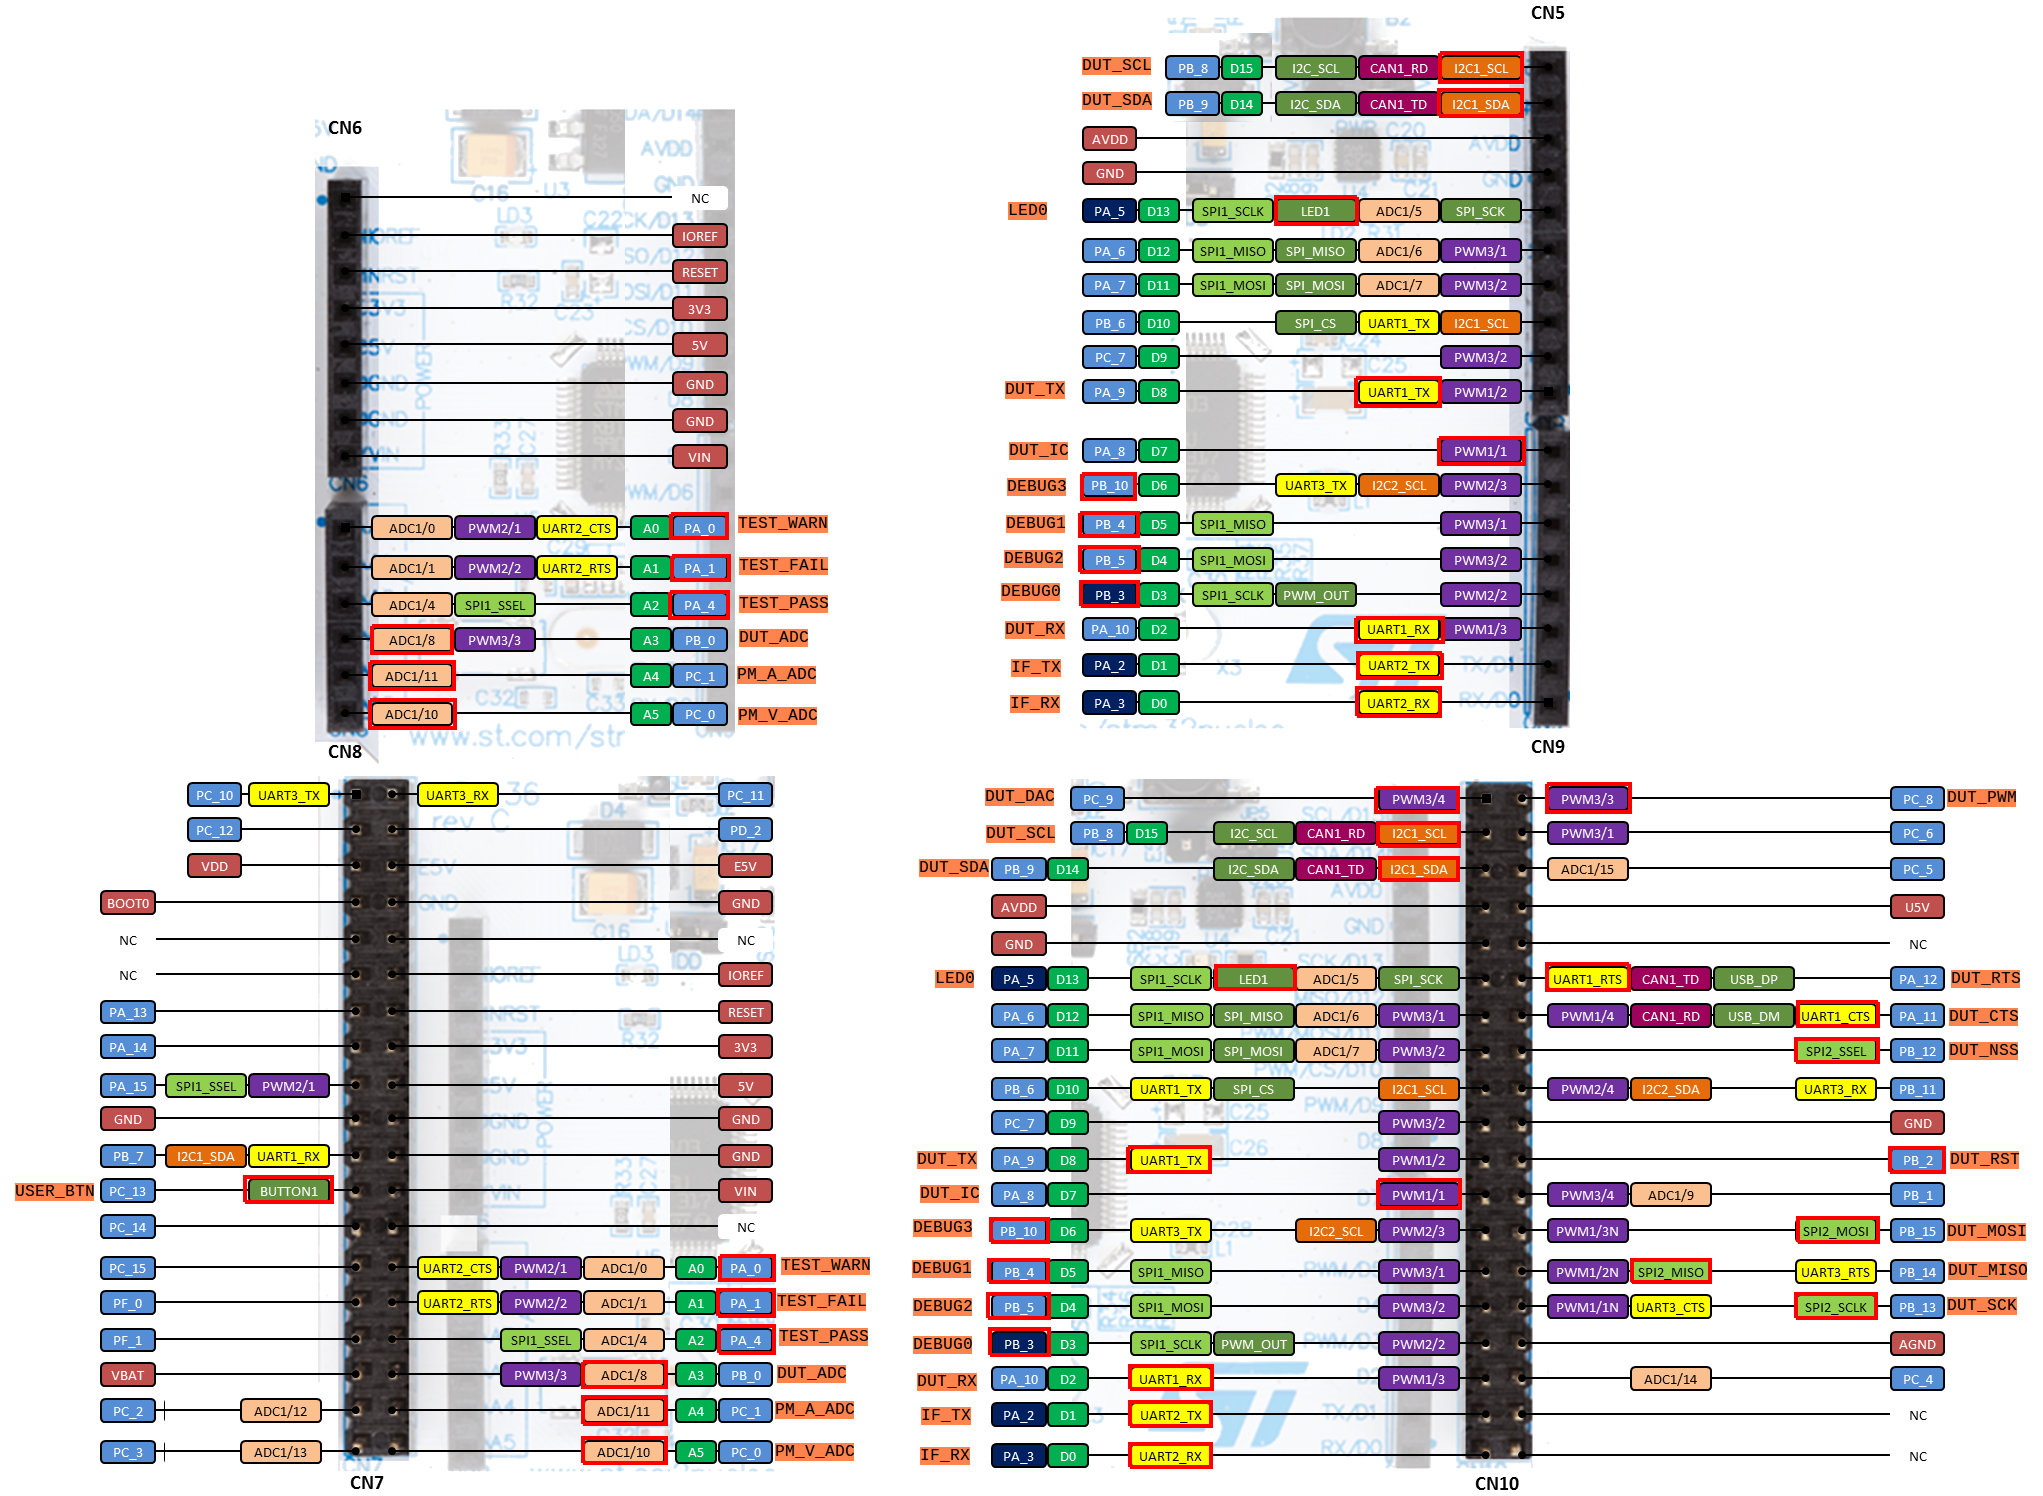 CN6
NC
IOREF
RESET
3V3
5V
GND
GND
VIN
ADC1/0 PWM2/1 UART2_CTS A0 PA_0 TEST_WARN
ADC1/1 PWM2/2 UART2_RTS A1 PA_1 TEST_FAIL
ADC1/4 SPI1_SSEL A2 PA_4 TEST_PASS
ADC1/8 PWM3/3 A3 PB_0 DUT_ADC
ADC1/11 A4 PC_1 PM_A_ADC
ADC1/10 A5 PC_0 PM_V_ADC
www.st.com/str
CN8
CN5
DUT_SCL PB_8 D15 I2C_SCL CAN1_RD I2C1_SCL
DUT_SDA PB_9 D14 I2C_SDA CAN1_TD I2C1_SDA
AVDD
GND
LED0 PA_5 D13 SPI1_SCLK LED1 ADC1/5 SPI_SCK
PA_6 D12 SPI1_MISO SPI_MISO ADC1/6 PWM3/1
PA_7 D11 SPI1_MOSI SPI_MOSI ADC1/7 PWM3/2
PB_6 D10 SPI_CS UART1_TX I2C1_SCL
PC_7 D9 PWM3/2
DUT_TX PA_9 D8 UART1_TX PWM1/2
DUT_IC PA_8 D7 PWM1/1
DEBUG3 PB_10 D6 UART3_TX I2C2_SCL PWM2/3
DEBUG1 PB_4 D5 SPI1_MISO PWM3/1
DEBUG2 PB_5 D4 SPI1_MOSI PWM3/2
DEBUG0 PB_3 D3 SPI1_SCLK PWM_OUT PWM2/2
DUT_RX PA_10 D2 UART1_RX PWM1/3
IF_TX PA_2 D1 UART2_TX
IF_RX PA_3 D0 UART2_RX
CN9
PC_10 UART3_TX UART3_RX PC_11
PC_12 PD_2
VDD E5V
BOOT0 GND
NC NC
NC IOREF
PA_13 RESET
PA_14 3V3
PA_15 SPI1_SSEL PWM2/1 5V
GND GND
PB_7 I2C1_SDA UART1_RX GND
USER_BTN PC_13 BUTTON1 VIN
PC_14 NC
PC_15 UART2_CTS PWM2/1 ADC1/0 A0 PA_0 TEST_WARN
PF_0 UART2_RTS PWM2/2 ADC1/1 A1 PA_1 TEST_FAIL
PF_1 SPI1_SSEL ADC1/4 A2 PA_4 TEST_PASS
VBAT PWM3/3 ADC1/8 A3 PB_0 DUT_ADC
PC_2 ADC1/12 ADC1/11 A4 PC_1 PM_A_ADC
PC_3 ADC1/13 ADC1/10 A5 PC_0 PM_V_ADC
CN7
DUT_DAC PC_9 PWM3/4 PWM3/3 PC_8 DUT_PWM
DUT_SCL PB_8 D15 I2C_SCL CAN1_RD I2C1_SCL PWM3/1 PC_6
DUT_SDA PB_9 D14 I2C_SDA CAN1_TD I2C1_SDA ADC1/15 PC_5
AVDD U5V
GND NC
LED0 PA_5 D13 SPI1_SCLK LED1 ADC1/5 SPI_SCK UART1_RTS CAN1_TD USB_DP PA_12 DUT_RTS
PA_6 D12 SPI1_MISO SPI_MISO ADC1/6 PWM3/1 PWM1/4 CAN1_RD USB_DM UART1_CTS PA_11 DUT_CTS
PA_7 D11 SPI1_MOSI SPI_MOSI ADC1/7 PWM3/2 SPI2_SSEL PB_12 DUT_NSS
PB_6 D10 UART1_TX SPI_CS I2C1_SCL PWM2/4 I2C2_SDA UART3_RX PB_11
PC_7 D9 PWM3/2 GND
DUT_TX PA_9 D8 UART1_TX PWM1/2 PB_2 DUT_RST
DUT_IC PA_8 D7 PWM1/1 PWM3/4 ADC1/9 PB_1
DEBUG3 PB_10 D6 UART3_TX I2C2_SCL PWM2/3 PWM1/3N SPI2_MOSI PB_15 DUT_MOSI
DEBUG1 PB_4 D5 SPI1_MISO PWM3/1 PWM1/2N SPI2_MISO UART3_RTS PB_14 DUT_MISO
DEBUG2 PB_5 D4 SPI1_MOSI PWM3/2 PWM1/1N UART3_CTS SPI2_SCLK PB_13 DUT_SCK
DEBUG0 PB_3 D3 SPI1_SCLK PWM_OUT PWM2/2 AGND
DUT_RX PA_10 D2 UART1_RX PWM1/3 ADC1/14 PC_4
IF_TX PA_2 D1 UART2_TX NC
IF_RX PA_3 D0 UART2_RX NC
CN10